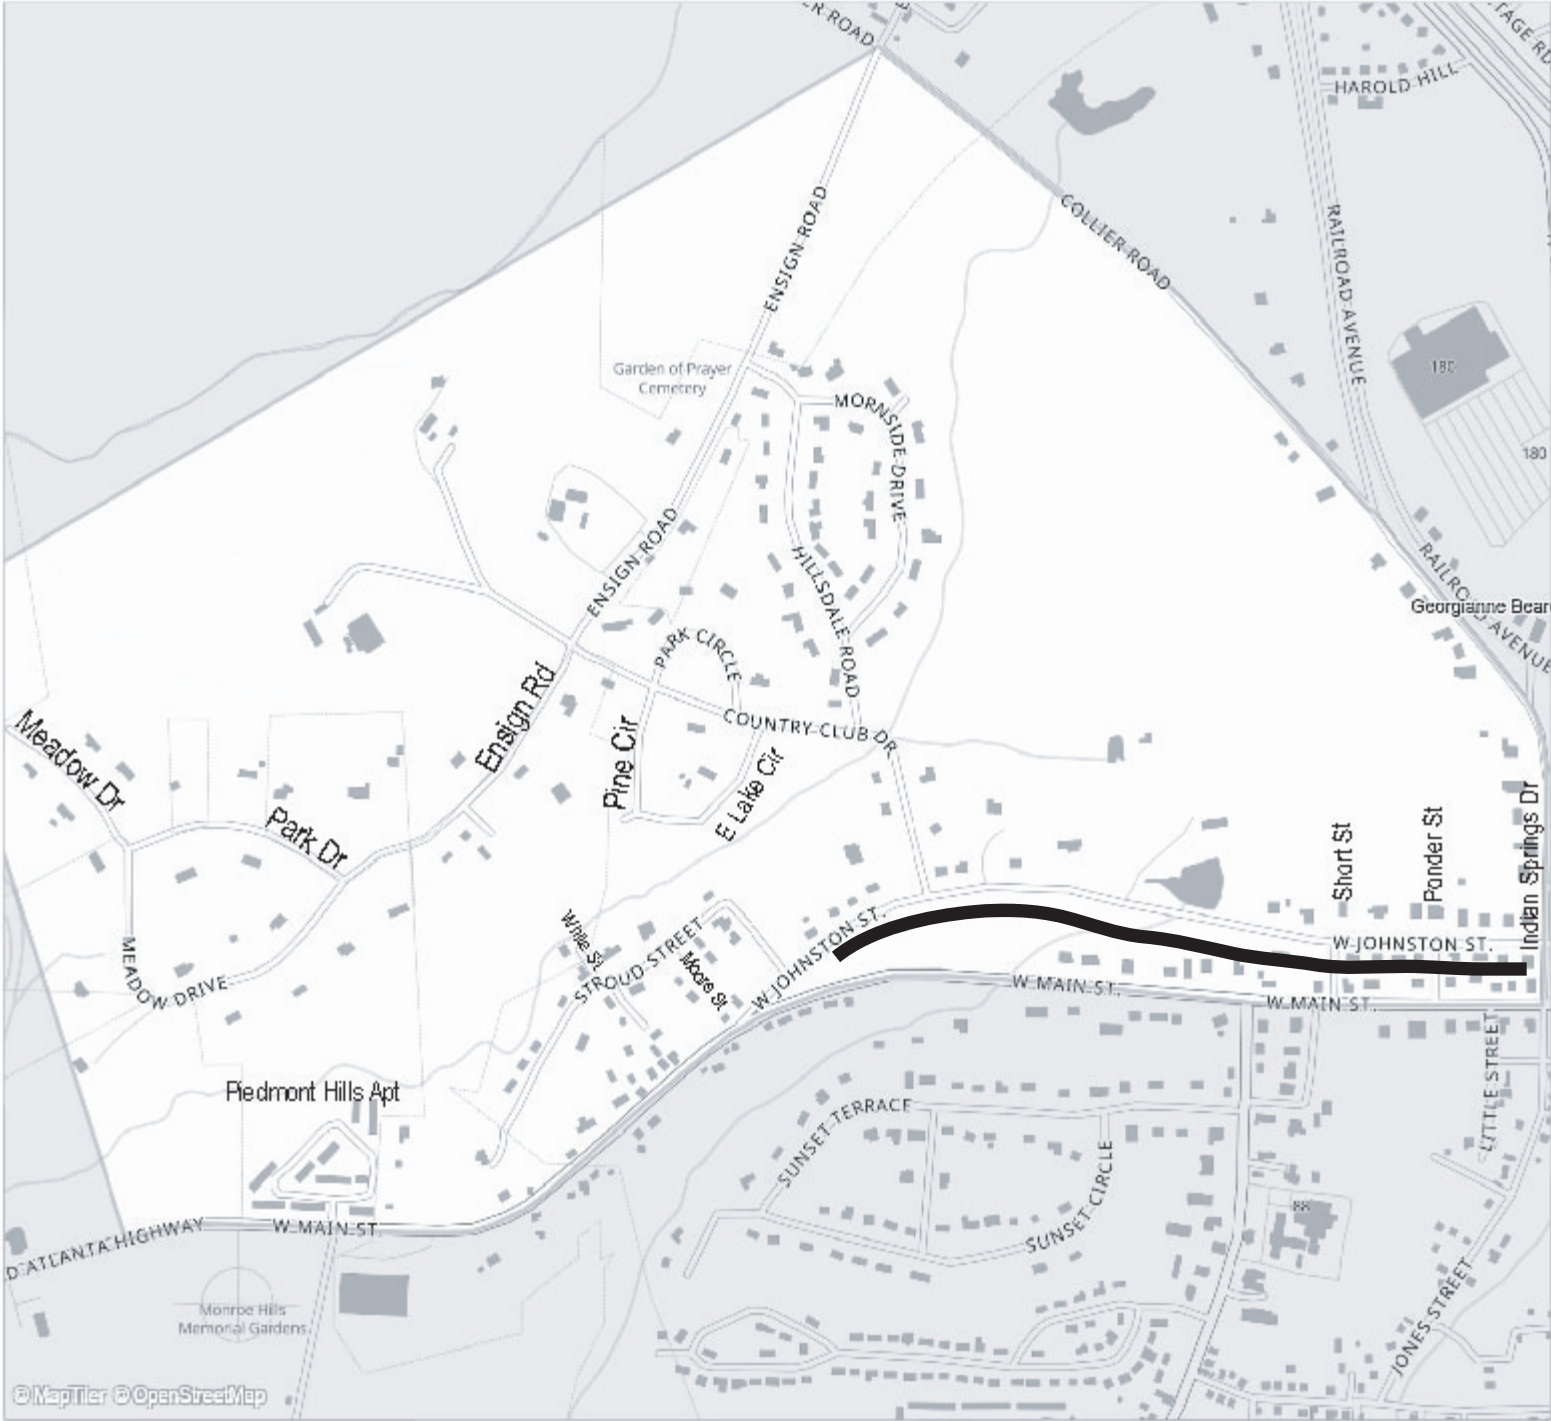 ER ROAD
TAGE RD
HAROLD HILL
ENSIGN ROAD
COLLIER ROAD
RAILROAD AVENUE
180
Garden of Prayer
Cemetery
MORNSIDE DRIVE
180
ENSIGN ROAD
HILLSDALE ROAD
RAILROAD AVENUE
Georgianne Bear
PARK CIRCLE
Ensign Rd
Meadow Dr
Pine Cir
COUNTRY CLUB DR
E Lake Cir
Park Dr
Short St
Ponder St
Indian Springs Dr
White St
STROUD STREET
Moore St
W JOHNSTON ST.
W JOHNSTON ST.
MEADOW DRIVE
W MAIN ST.
W MAIN ST.
LITTLE STREET
Piedmont Hills Apt
SUNSET TERRACE
SUNSET CIRCLE
88
D ATLANTA HIGHWAY
W MAIN ST.
Monroe Hills
Memorial Gardens
JONES STREET
© MapTiler © OpenStreetMap